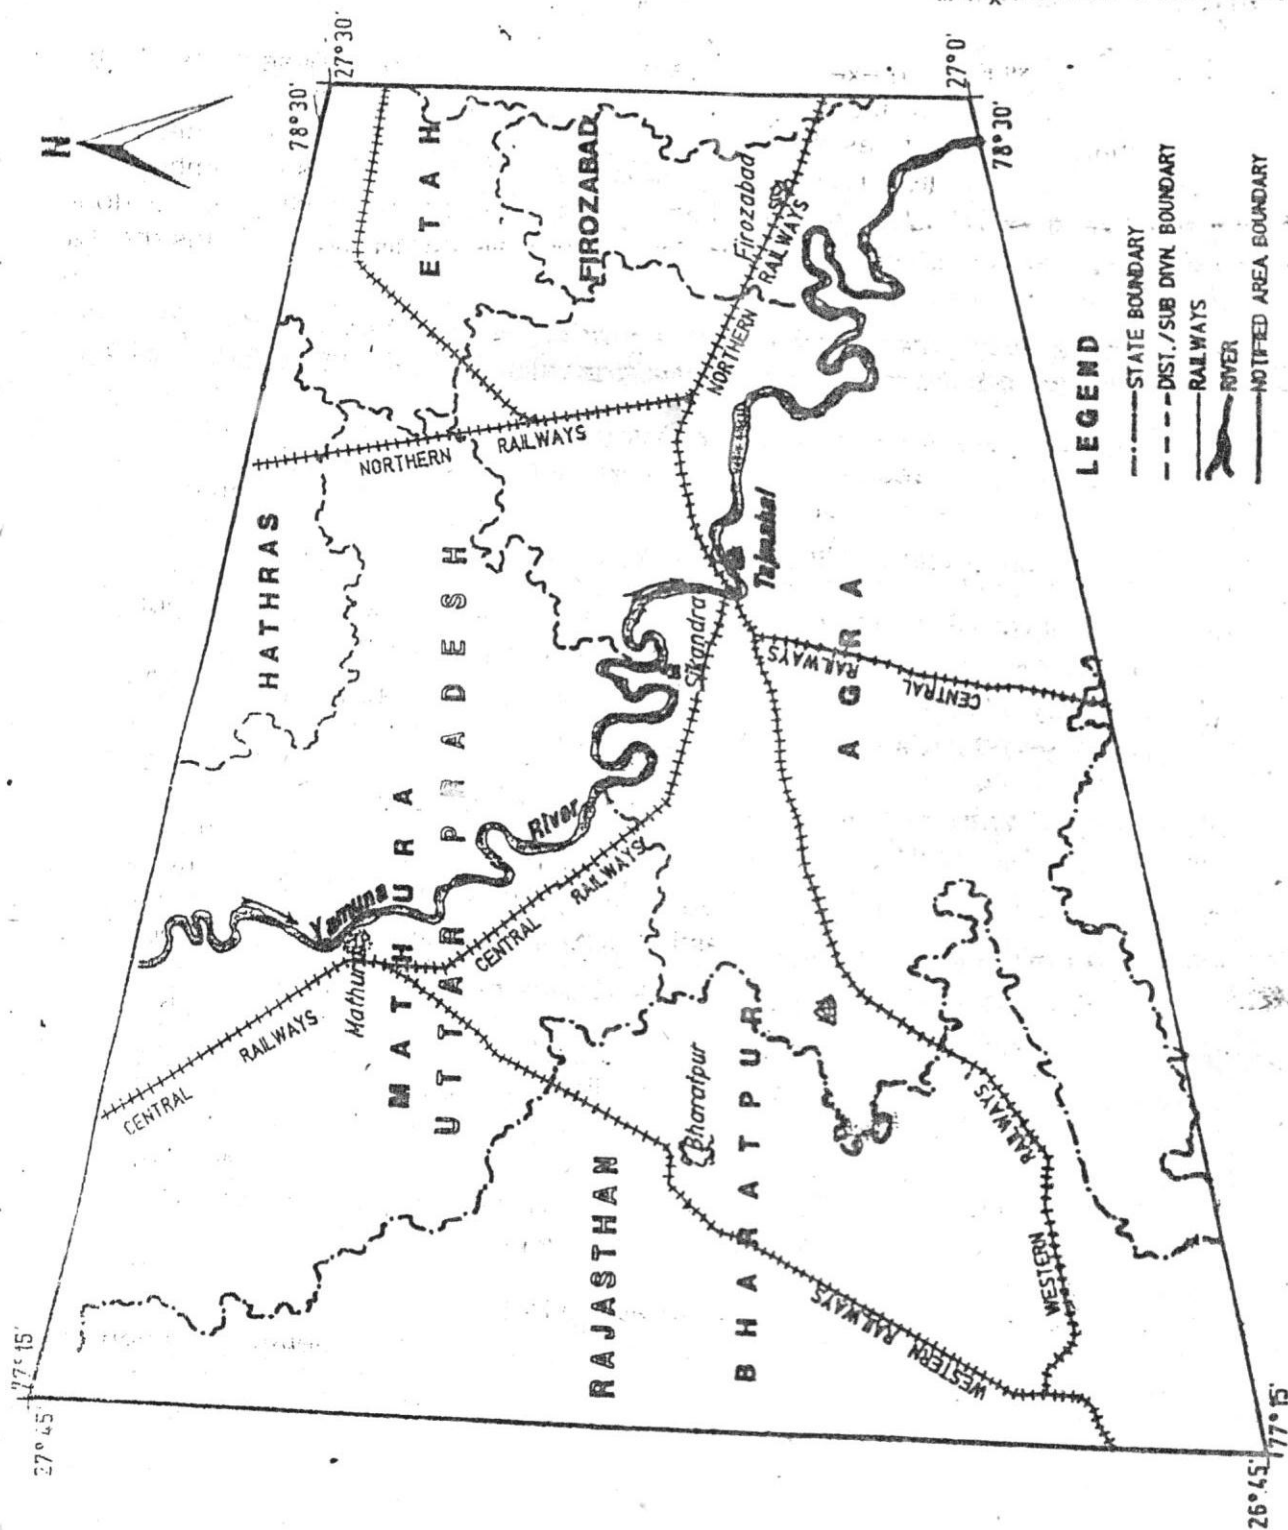 N
27°45'
77°15'
78°30'
27°30'
HATHRAS
ETAH
CENTRAL
RAILWAYS
Mathura
Yamuna
River
MATHURA
UTTAR PRADESH
NORTHERN
RAILWAYS
FIROZABAD
CENTRAL
RAILWAYS
Firozabad
NORTHERN
RAILWAYS
RAJASTHAN
Bharatpur
Sikandra
Tajmahal
BHARATPUR
AGRA
RAILWAYS
CENTRAL
WESTERN RAILWAYS
WESTERN
RAILWAYS
27°0'
78°30'
26°45'
77°15'
LEGEND
STATE BOUNDARY
DIST./SUB DIVN. BOUNDARY
RAILWAYS
RIVER
NOTIFIED AREA BOUNDARY